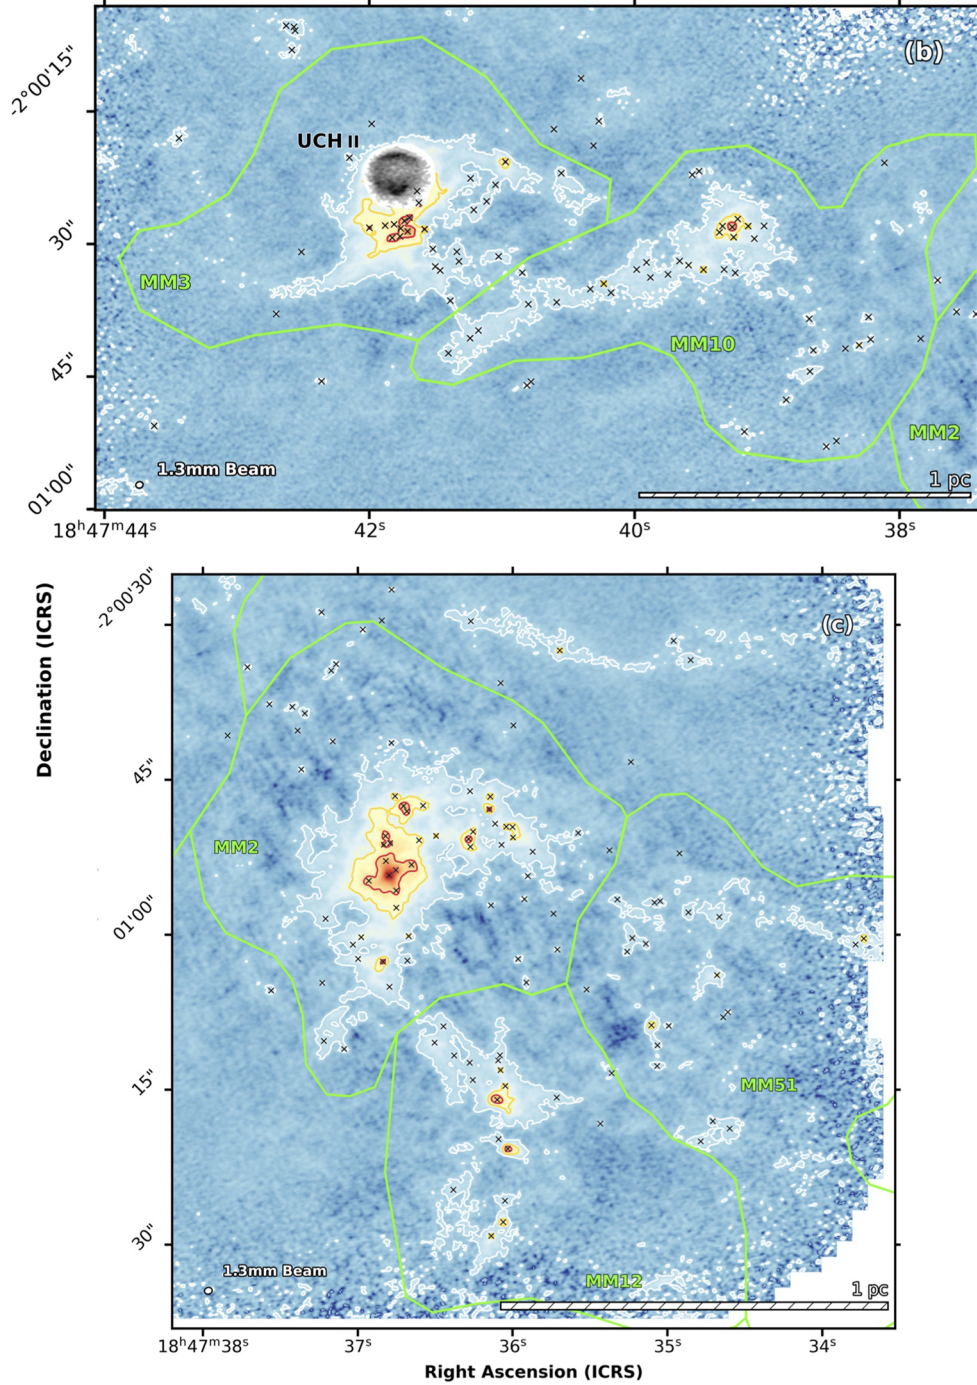 (b)
-2°00'15"
UCH II
30"
MM3
MM10
45"
MM2
1.3mm Beam
1 pc
01'00"
18ʰ47ᵐ44ˢ
42ˢ
40ˢ
38ˢ
Declination (ICRS)
-2°00'30"
(c)
45"
MM2
01'00"
15"
MM51
30"
1.3mm Beam
MM12
1 pc
18ʰ47ᵐ38ˢ
37ˢ
36ˢ
35ˢ
34ˢ
Right Ascension (ICRS)